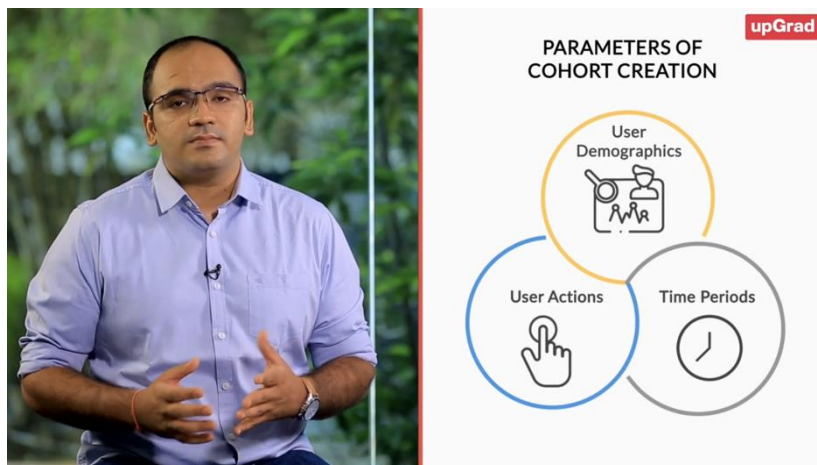 upGrad
PARAMETERS OF
COHORT CREATION
User
Demographics
User Actions
Time Periods